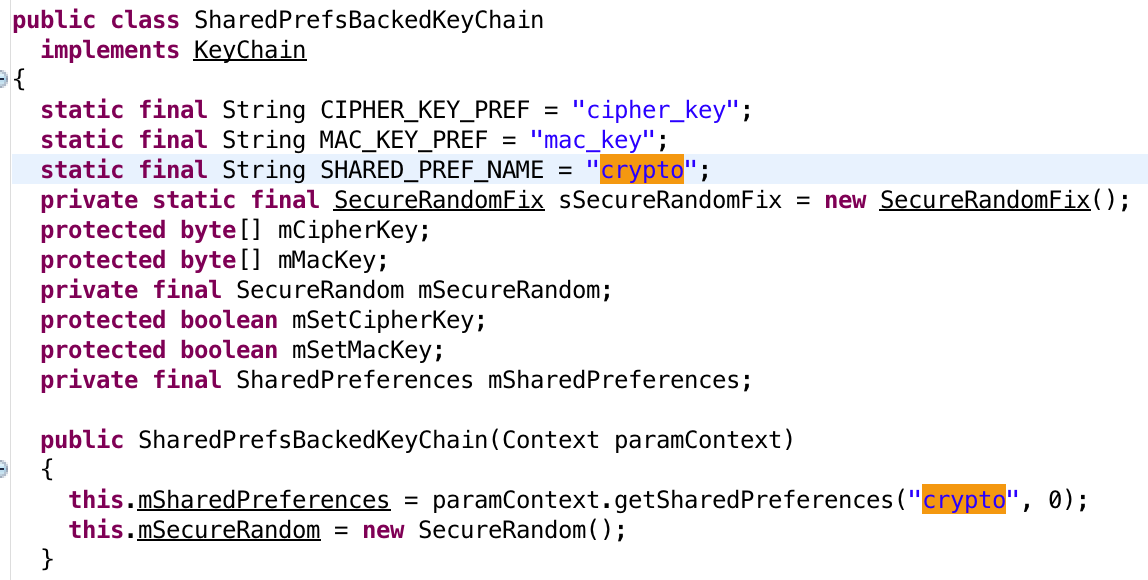 public class SharedPrefsBackedKeyChain
implements KeyChain
{
static final String CIPHER_KEY_PREF = "cipher_key";
static final String MAC_KEY_PREF = "mac_key";
static final String SHARED_PREF_NAME = "crypto";
private static final SecureRandomFix sSecureRandomFix = new SecureRandomFix();
protected byte[] mCipherKey;
protected byte[] mMacKey;
private final SecureRandom mSecureRandom;
protected boolean mSetCipherKey;
protected boolean mSetMacKey;
private final SharedPreferences mSharedPreferences;
public SharedPrefsBackedKeyChain(Context paramContext)
{
this.mSharedPreferences = paramContext.getSharedPreferences("crypto", 0);
this.mSecureRandom = new SecureRandom();
}